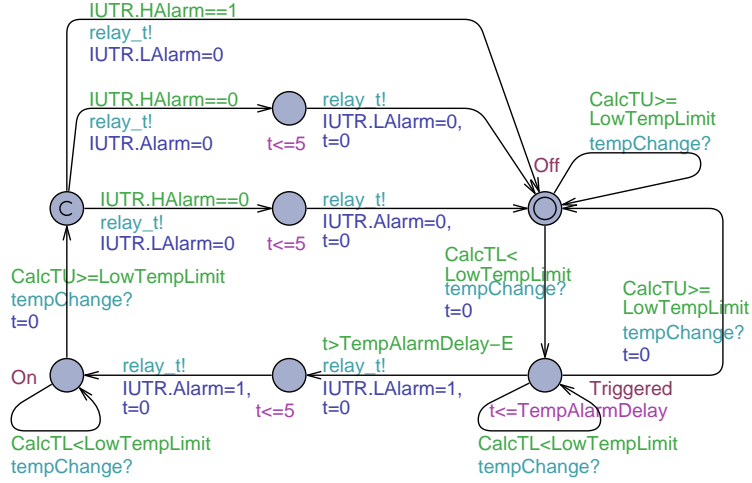 IUTR.HAlarm==1
relay_t!
IUTR.LAlarm=0
IUTR.HAlarm==0
relay_t!
IUTR.Alarm=0
t<=5
relay_t!
IUTR.LAlarm=0,
t=0
CalcTU>=
LowTempLimit
tempChange?
Off
C
IUTR.HAlarm==0
relay_t!
IUTR.LAlarm=0
t<=5
relay_t!
IUTR.Alarm=0,
t=0
CalcTU>=LowTempLimit
tempChange?
t=0
CalcTL<
LowTempLimit
tempChange?
t=0
CalcTU>=
LowTempLimit
tempChange?
t=0
On
relay_t!
IUTR.Alarm=1,
t=0
t<=5
t>TempAlarmDelay−E
relay_t!
IUTR.LAlarm=1,
t=0
Triggered
t<=TempAlarmDelay
CalcTL<LowTempLimit
tempChange?
CalcTL<LowTempLimit
tempChange?